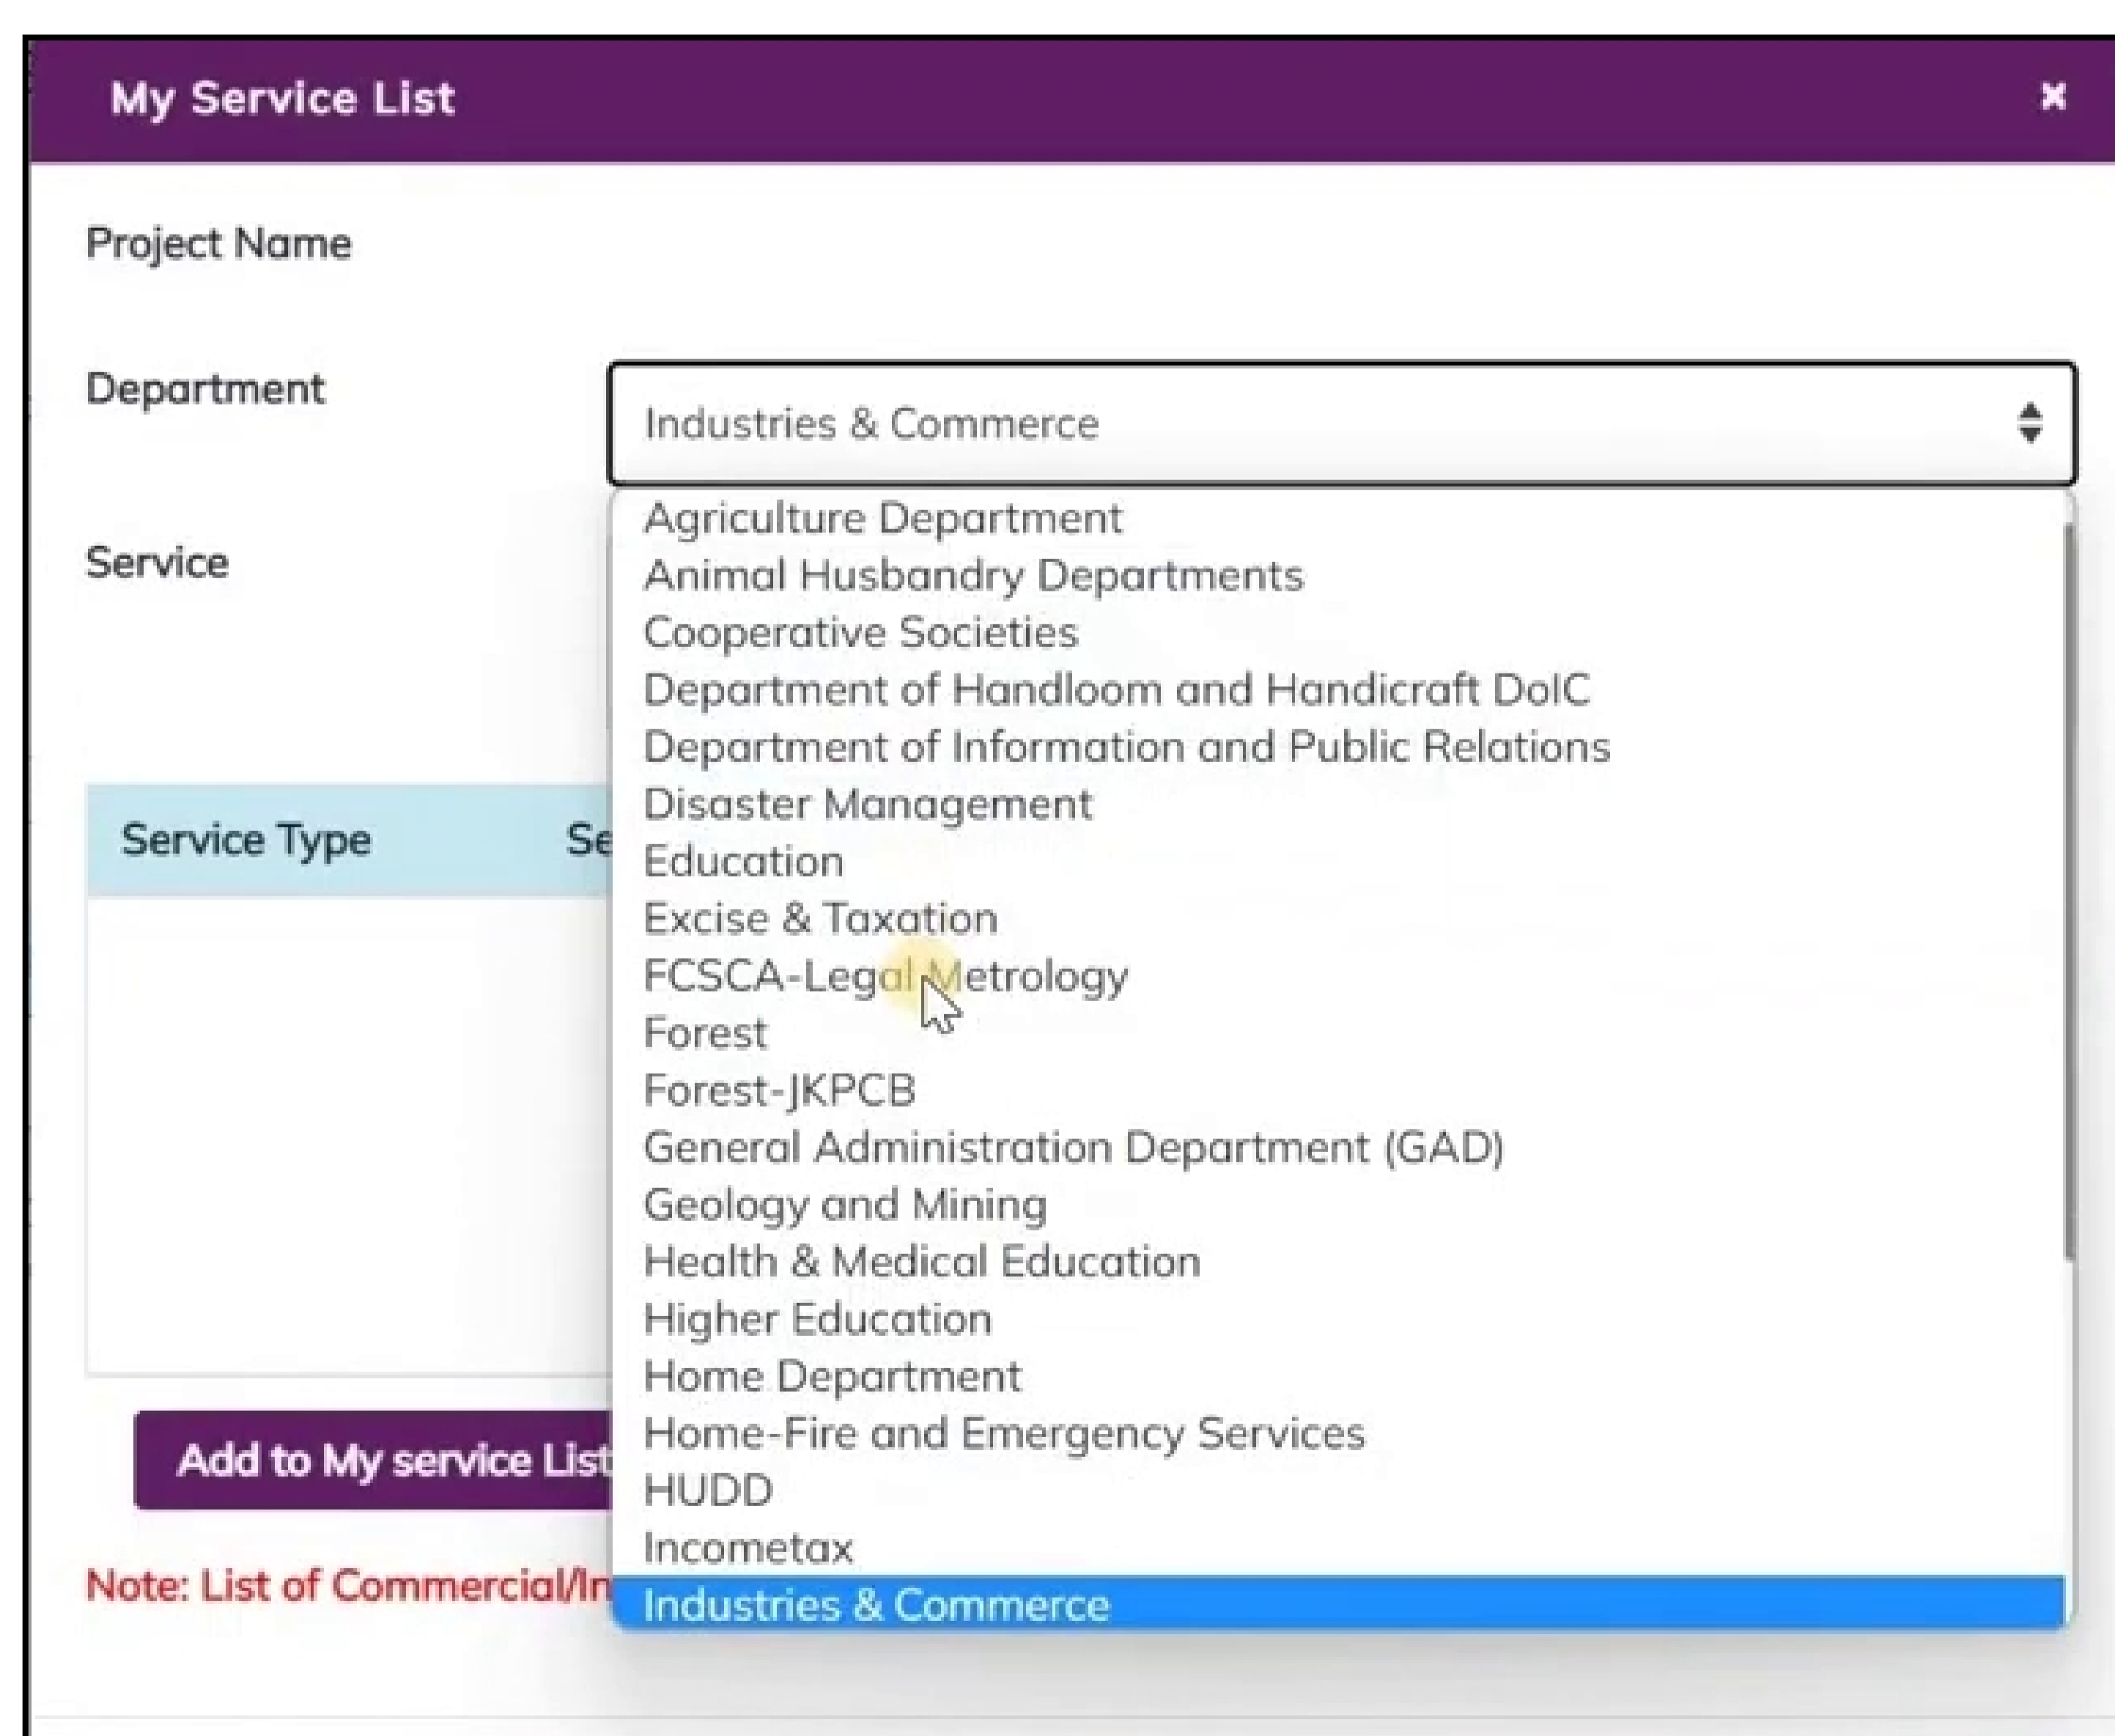 My Service List
Project Name
Department
Industries & Commerce
Service
Agriculture Department
Animal Husbandry Departments
Cooperative Societies
Department of Handloom and Handicraft DoIC
Department of Information and Public Relations
Disaster Management
Education
Excise & Taxation
FCSCA-Legal Metrology
Forest
Forest-JKPCB
General Administration Department (GAD)
Geology and Mining
Health & Medical Education
Higher Education
Home Department
Home-Fire and Emergency Services
HUDD
Incometax
Industries & Commerce
Service Type
Add to My service List
Note: List of Commercial/In